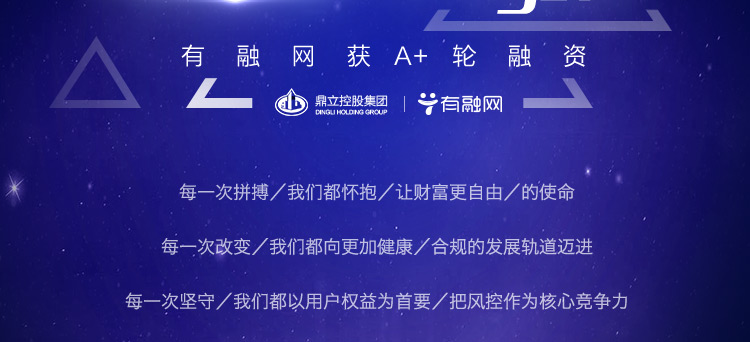 有融网获A+轮融资
鼎立控股集团 | 有融网
DINGLI HOLDING GROUP
每一次拼搏/我们都怀抱/让财富更自由/的使命
每一次改变/我们都向更加健康/合规的发展轨道迈进
每一次坚守/我们都以用户权益为首要/把风控作为核心竞争力